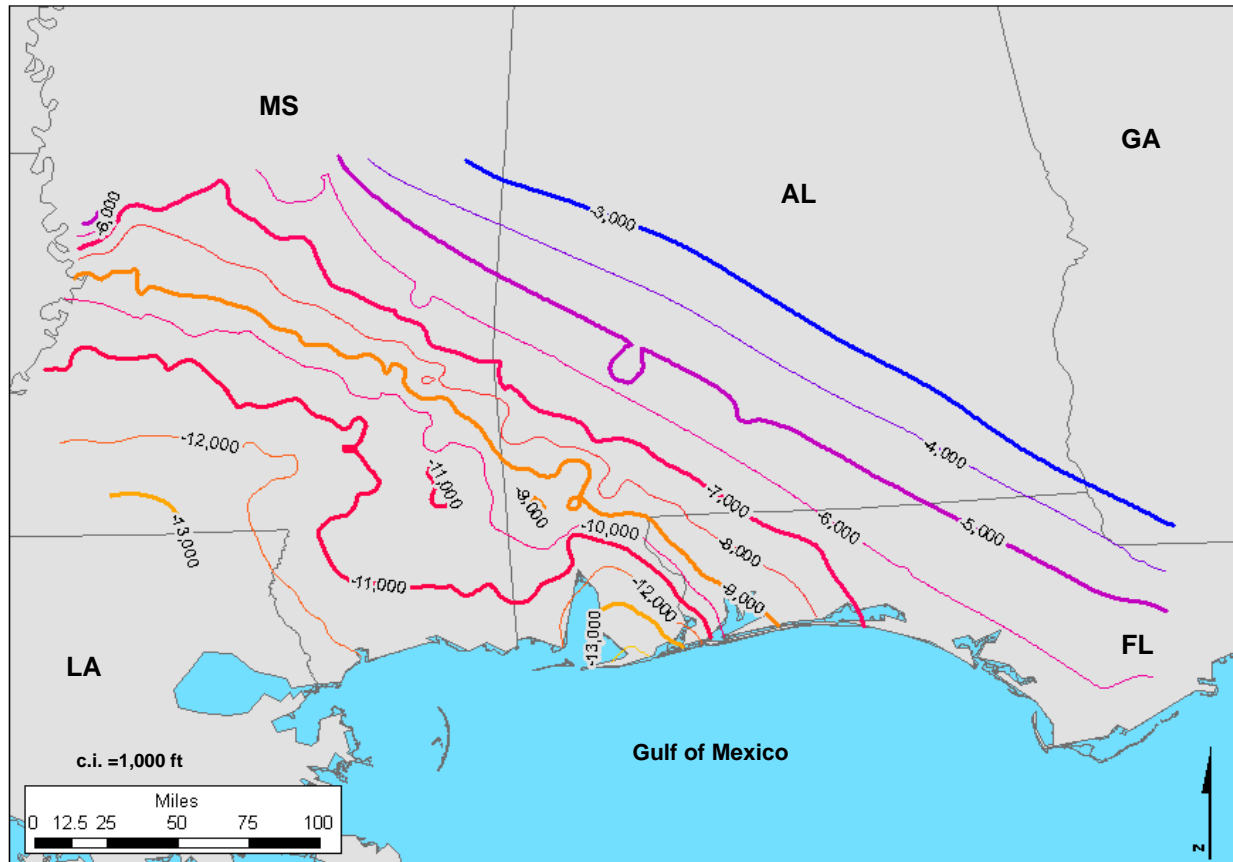 MS
GA
AL
-6,000
-3,000
-12,000
-4,000
-11,000
-7,000
-9,000
-6,000
-5,000
-13,000
-10,000
-8,000
-11,000
-12,000
-9,000
-13,000
LA
FL
Gulf of Mexico
c.i. =1,000 ft
Miles
0 12.5 25 50 75 100
N